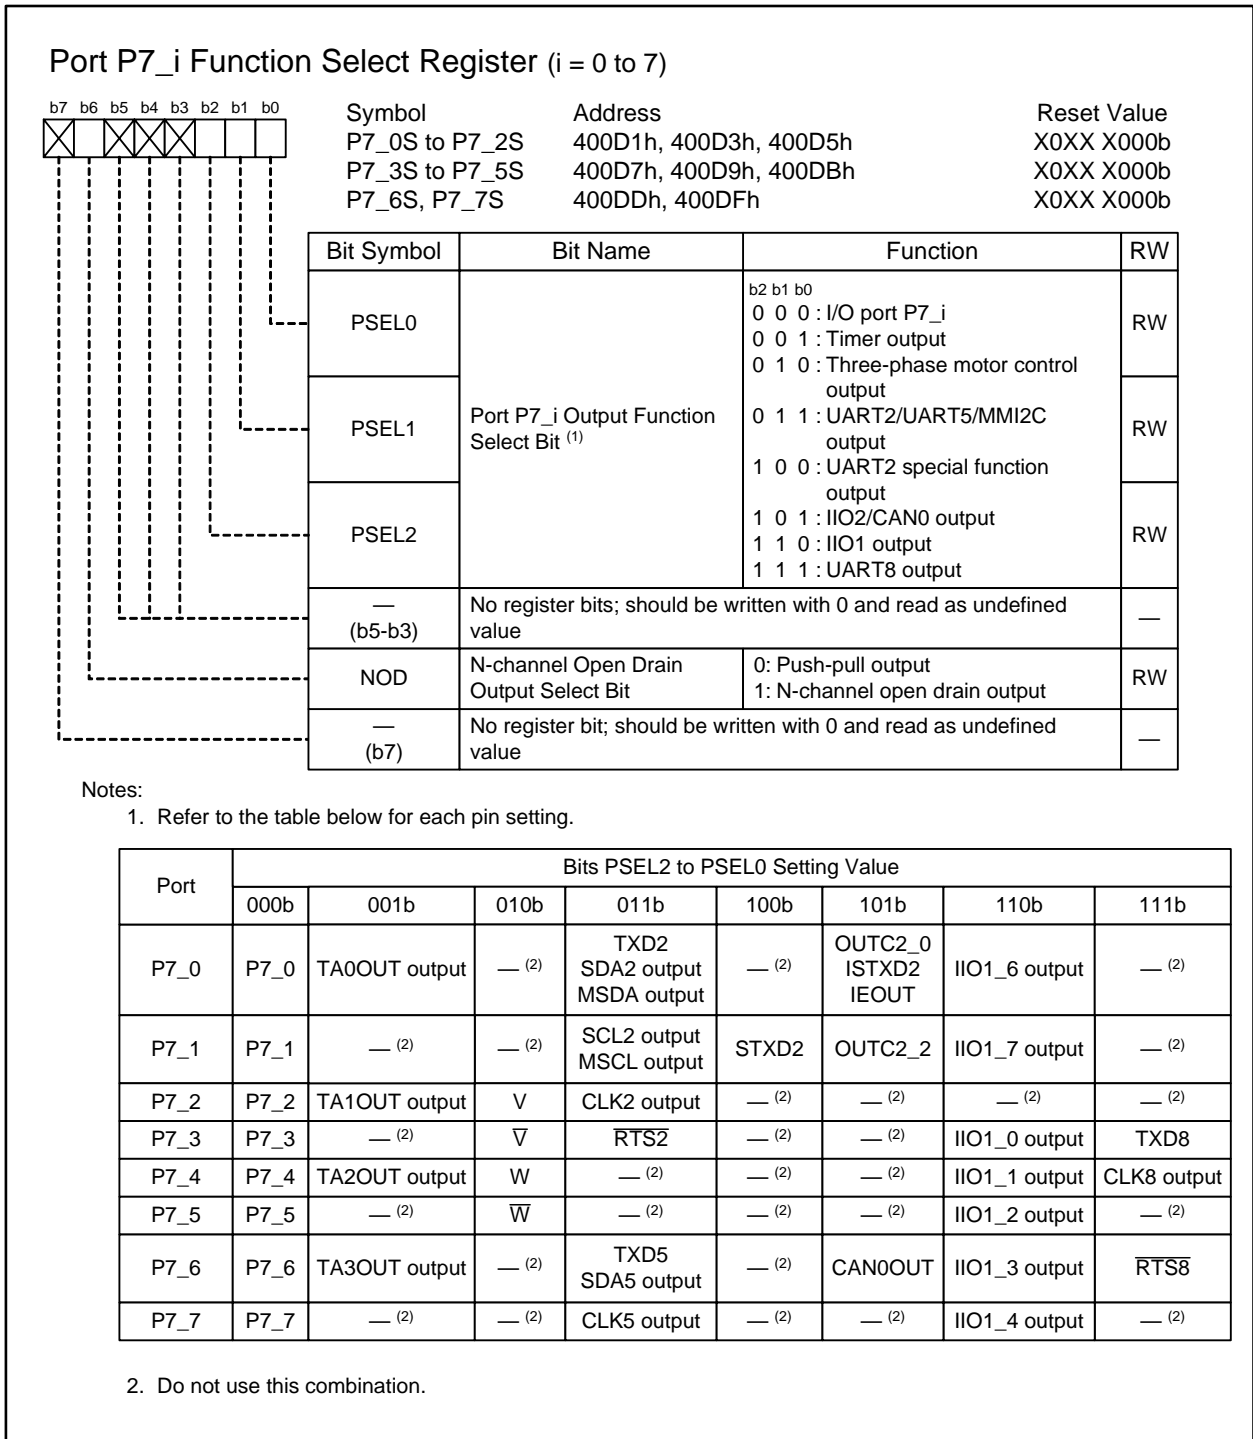 Port P7_i Function Select Register (i = 0 to 7)
b7 b6 b5 b4 b3 b2 b1 b0
Symbol Address Reset Value
P7_0S to P7_2S 400D1h, 400D3h, 400D5h X0XX X000b
P7_3S to P7_5S 400D7h, 400D9h, 400DBh X0XX X000b
P7_6S, P7_7S 400DDh, 400DFh X0XX X000b
Bit Symbol Bit Name Function RW
PSEL0 RW
PSEL1 RW
PSEL2 RW
Port P7_i Output Function
Select Bit (1)
b2 b1 b0
0 0 0 : I/O port P7_i
0 0 1 : Timer output
0 1 0 : Three-phase motor control
output
0 1 1 : UART2/UART5/MMI2C
output
1 0 0 : UART2 special function
output
1 0 1 : IIO2/CAN0 output
1 1 0 : IIO1 output
1 1 1 : UART8 output
—
(b5-b3)
No register bits; should be written with 0 and read as undefined
value
—
NOD
N-channel Open Drain
Output Select Bit
0: Push-pull output
1: N-channel open drain output
RW
—
(b7)
No register bit; should be written with 0 and read as undefined
value
—
Notes:
1. Refer to the table below for each pin setting.
Port Bits PSEL2 to PSEL0 Setting Value
000b 001b 010b 011b 100b 101b 110b 111b
P7_0 P7_0 TA0OUT output — (2) TXD2 SDA2 output MSDA output — (2) OUTC2_0 ISTXD2 IEOUT IIO1_6 output — (2)
P7_1 P7_1 — (2) — (2) SCL2 output MSCL output STXD2 OUTC2_2 IIO1_7 output — (2)
P7_2 P7_2 TA1OUT output V CLK2 output — (2) — (2) — (2) — (2)
P7_3 P7_3 — (2) V̅ R̅T̅S̅2̅ — (2) — (2) IIO1_0 output TXD8
P7_4 P7_4 TA2OUT output W — (2) — (2) — (2) IIO1_1 output CLK8 output
P7_5 P7_5 — (2) W̅ — (2) — (2) — (2) IIO1_2 output — (2)
P7_6 P7_6 TA3OUT output — (2) TXD5 SDA5 output — (2) CAN0OUT IIO1_3 output R̅T̅S̅8̅
P7_7 P7_7 — (2) — (2) CLK5 output — (2) — (2) IIO1_4 output — (2)
2. Do not use this combination.